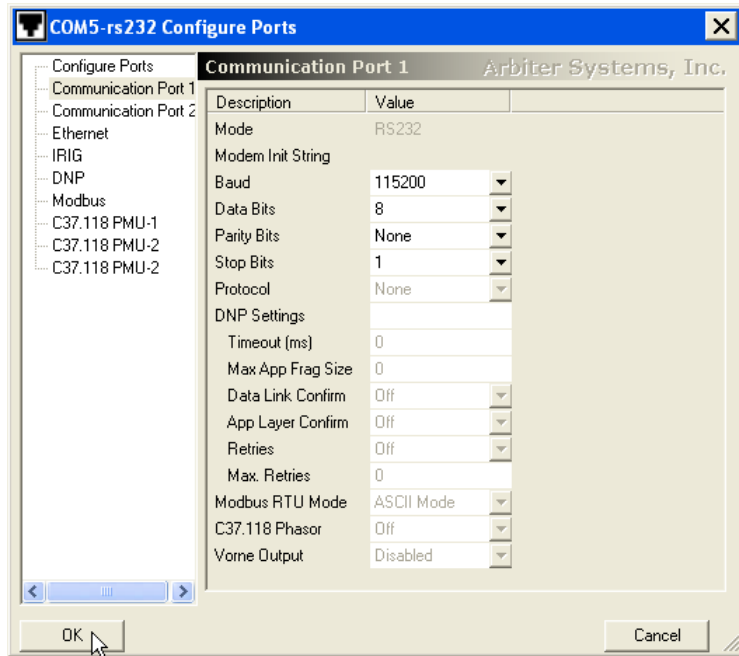 COM5-rs232 Configure Ports
Configure Ports
Communication Port 1
Communication Port 2
Ethernet
IRIG
DNP
Modbus
C37.118 PMU-1
C37.118 PMU-2
C37.118 PMU-2
Communication Port 1 Arbiter Systems, Inc.
Description Value
Mode RS232
Modem Init String
Baud 115200
Data Bits 8
Parity Bits None
Stop Bits 1
Protocol None
DNP Settings
Timeout (ms) 0
Max App Frag Size 0
Data Link Confirm Off
App Layer Confirm Off
Retries Off
Max. Retries 0
Modbus RTU Mode ASCII Mode
C37.118 Phasor Off
Vorne Output Disabled
OK Cancel